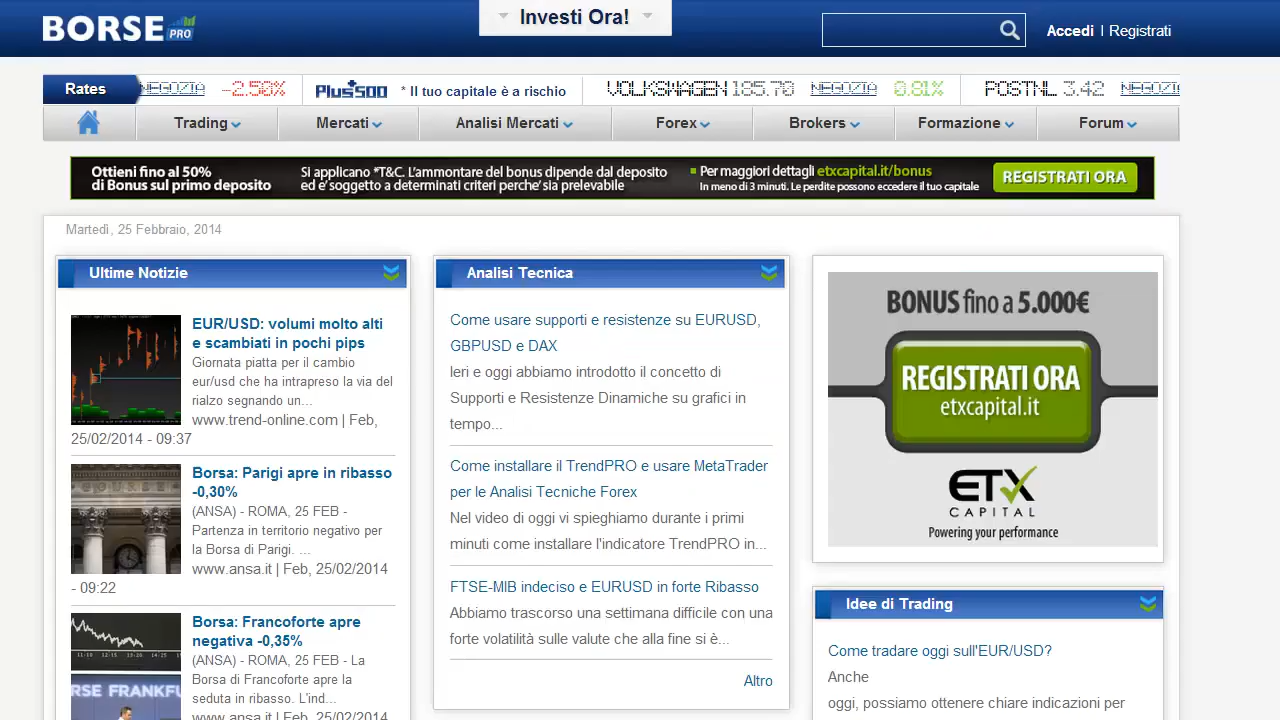 BORSE PRO
Investi Ora!
Accedi | Registrati
Rates
NEGOZIA -2.50%
Plus500 * Il tuo capitale è a rischio
VOLKSWAGEN 185.70 NEGOZIA 0.81%
POSTNL 3.42 NEGOZIA
Trading Mercati Analisi Mercati Forex Brokers Formazione Forum
Ottieni fino al 50%
di Bonus sul primo deposito
Si applicano *T&C. L'ammontare del bonus dipende dal deposito
ed e' soggetto a determinati criteri perche' sia prelevabile
Per maggiori dettagli etxcapital.it/bonus
In meno di 3 minuti. Le perdite possono eccedere il tuo capitale
REGISTRATI ORA
Martedì, 25 Febbraio, 2014
Ultime Notizie
EUR/USD: volumi molto alti
e scambiati in pochi pips
Giornata piatta per il cambio
eur/usd che ha intrapreso la via del
rialzo segnando un...
www.trend-online.com | Feb,
25/02/2014 - 09:37
Borsa: Parigi apre in ribasso
-0,30%
(ANSA) - ROMA, 25 FEB -
Partenza in territorio negativo per
la Borsa di Parigi. ...
www.ansa.it | Feb, 25/02/2014
- 09:22
Borsa: Francoforte apre
negativa -0,35%
(ANSA) - ROMA, 25 FEB - La
Borsa di Francoforte apre la
seduta in ribasso. L'ind...
www.ansa.it | Feb, 25/02/2014
Analisi Tecnica
Come usare supporti e resistenze su EURUSD,
GBPUSD e DAX
Ieri e oggi abbiamo introdotto il concetto di
Supporti e Resistenze Dinamiche su grafici in
tempo...
Come installare il TrendPRO e usare MetaTrader
per le Analisi Tecniche Forex
Nel video di oggi vi spieghiamo durante i primi
minuti come installare l'indicatore TrendPRO in...
FTSE-MIB indeciso e EURUSD in forte Ribasso
Abbiamo trascorso una settimana difficile con una
forte volatilità sulle valute che alla fine si è...
Altro
BONUS fino a 5.000€
REGISTRATI ORA
etxcapital.it
ETX
CAPITAL
Powering your performance
Idee di Trading
Come tradare oggi sull'EUR/USD?
Anche
oggi, possiamo ottenere chiare indicazioni per